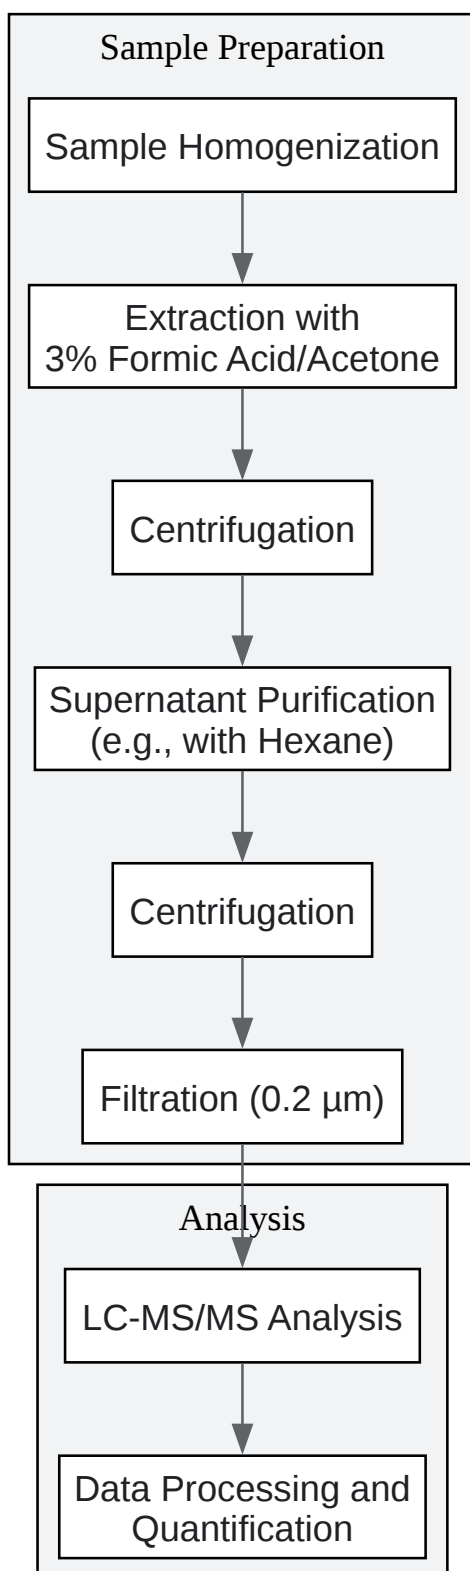 Sample Preparation
Sample Homogenization
Extraction with
3% Formic Acid/Acetone
Centrifugation
Supernatant Purification
(e.g., with Hexane)
Centrifugation
Filtration (0.2 µm)
Analysis
LC-MS/MS Analysis
Data Processing and
Quantification